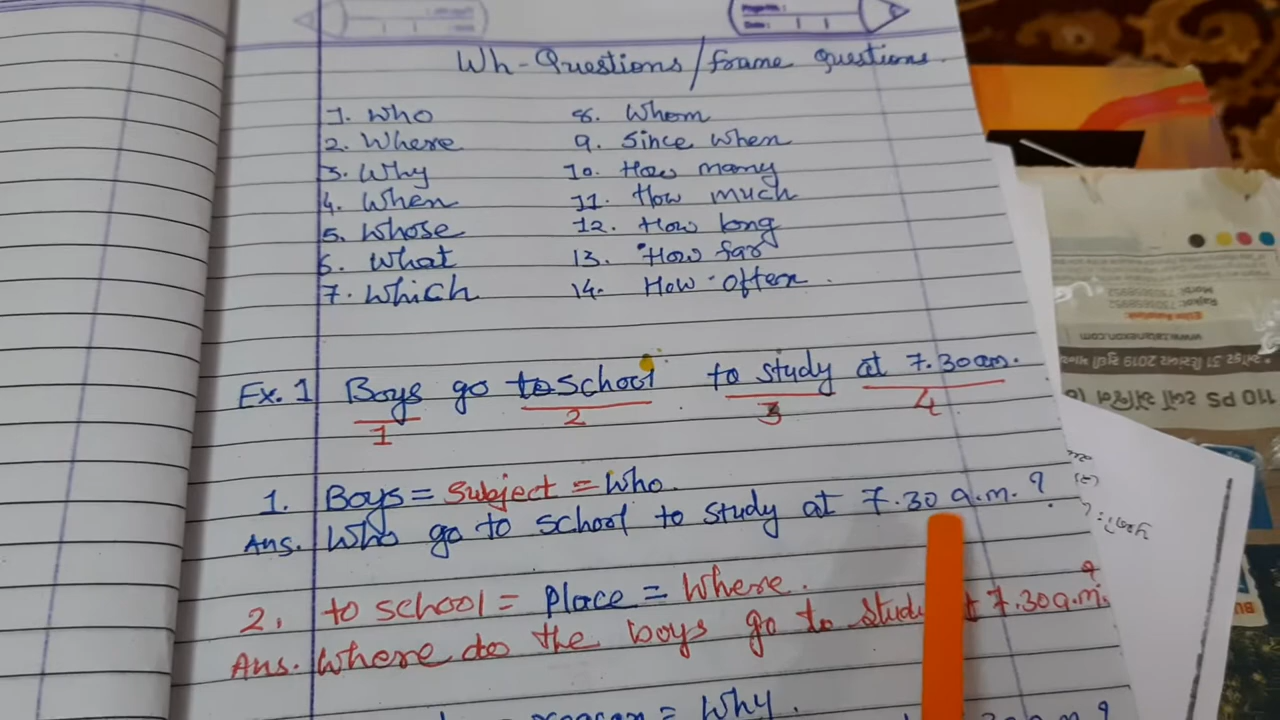 Wh-Questions/frame questions.
1. Who
2. Where
3. Why
4. When
5. Whose
6. What
7. Which
8. Whom
9. Since when
10. How many
11. How much
12. How long
13. How far
14. How often.
Ex. 1 Boys go to school to study at 7.30am.
1 2 3 4
1. Boys = Subject = Who.
Ans. Who go to school to study at 7.30 a.m.?
2. to school = Place = Where.
Ans. Where do the boys go to study 7.30a.m.?
= Why.
110 PS
2019